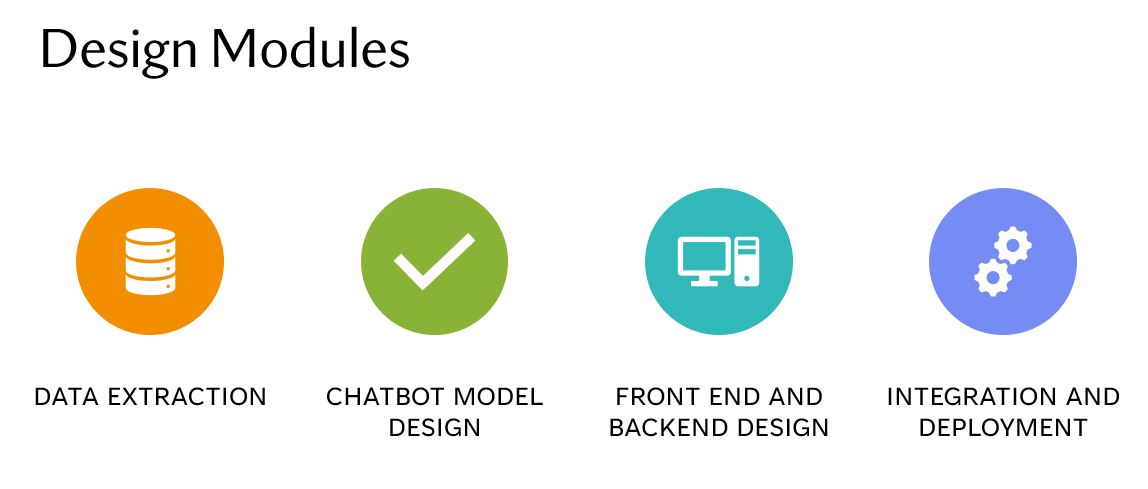 Design Modules
DATA EXTRACTION
CHATBOT MODEL
DESIGN
FRONT END AND
BACKEND DESIGN
INTEGRATION AND
DEPLOYMENT